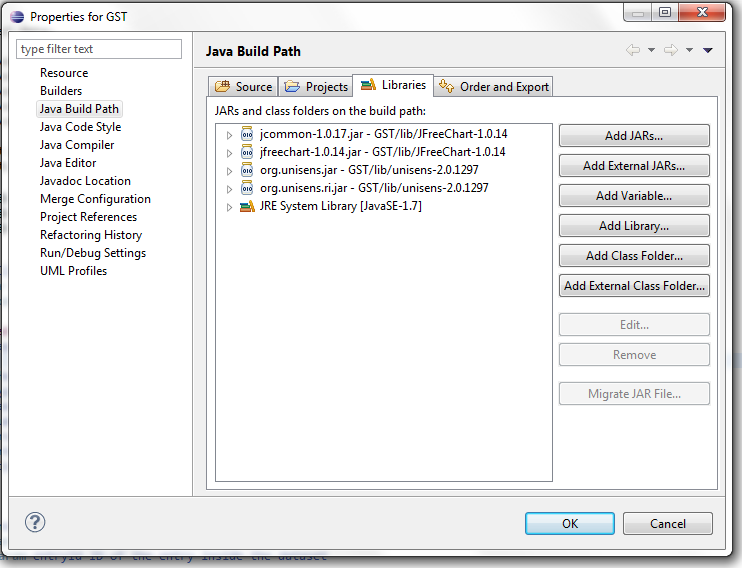 Properties for GST
type filter text
Resource
Builders
Java Build Path
Java Code Style
Java Compiler
Java Editor
Javadoc Location
Merge Configuration
Project References
Refactoring History
Run/Debug Settings
UML Profiles
Java Build Path
Source
Projects
Libraries
Order and Export
JARs and class folders on the build path:
jcommon-1.0.17.jar - GST/lib/JFreeChart-1.0.14
jfreechart-1.0.14.jar - GST/lib/JFreeChart-1.0.14
org.unisens.jar - GST/lib/unisens-2.0.1297
org.unisens.ri.jar - GST/lib/unisens-2.0.1297
JRE System Library [JavaSE-1.7]
Add JARs...
Add External JARs...
Add Variable...
Add Library...
Add Class Folder...
Add External Class Folder...
Edit...
Remove
Migrate JAR File...
?
OK
Cancel
entryId ID of the entry inside the dataset